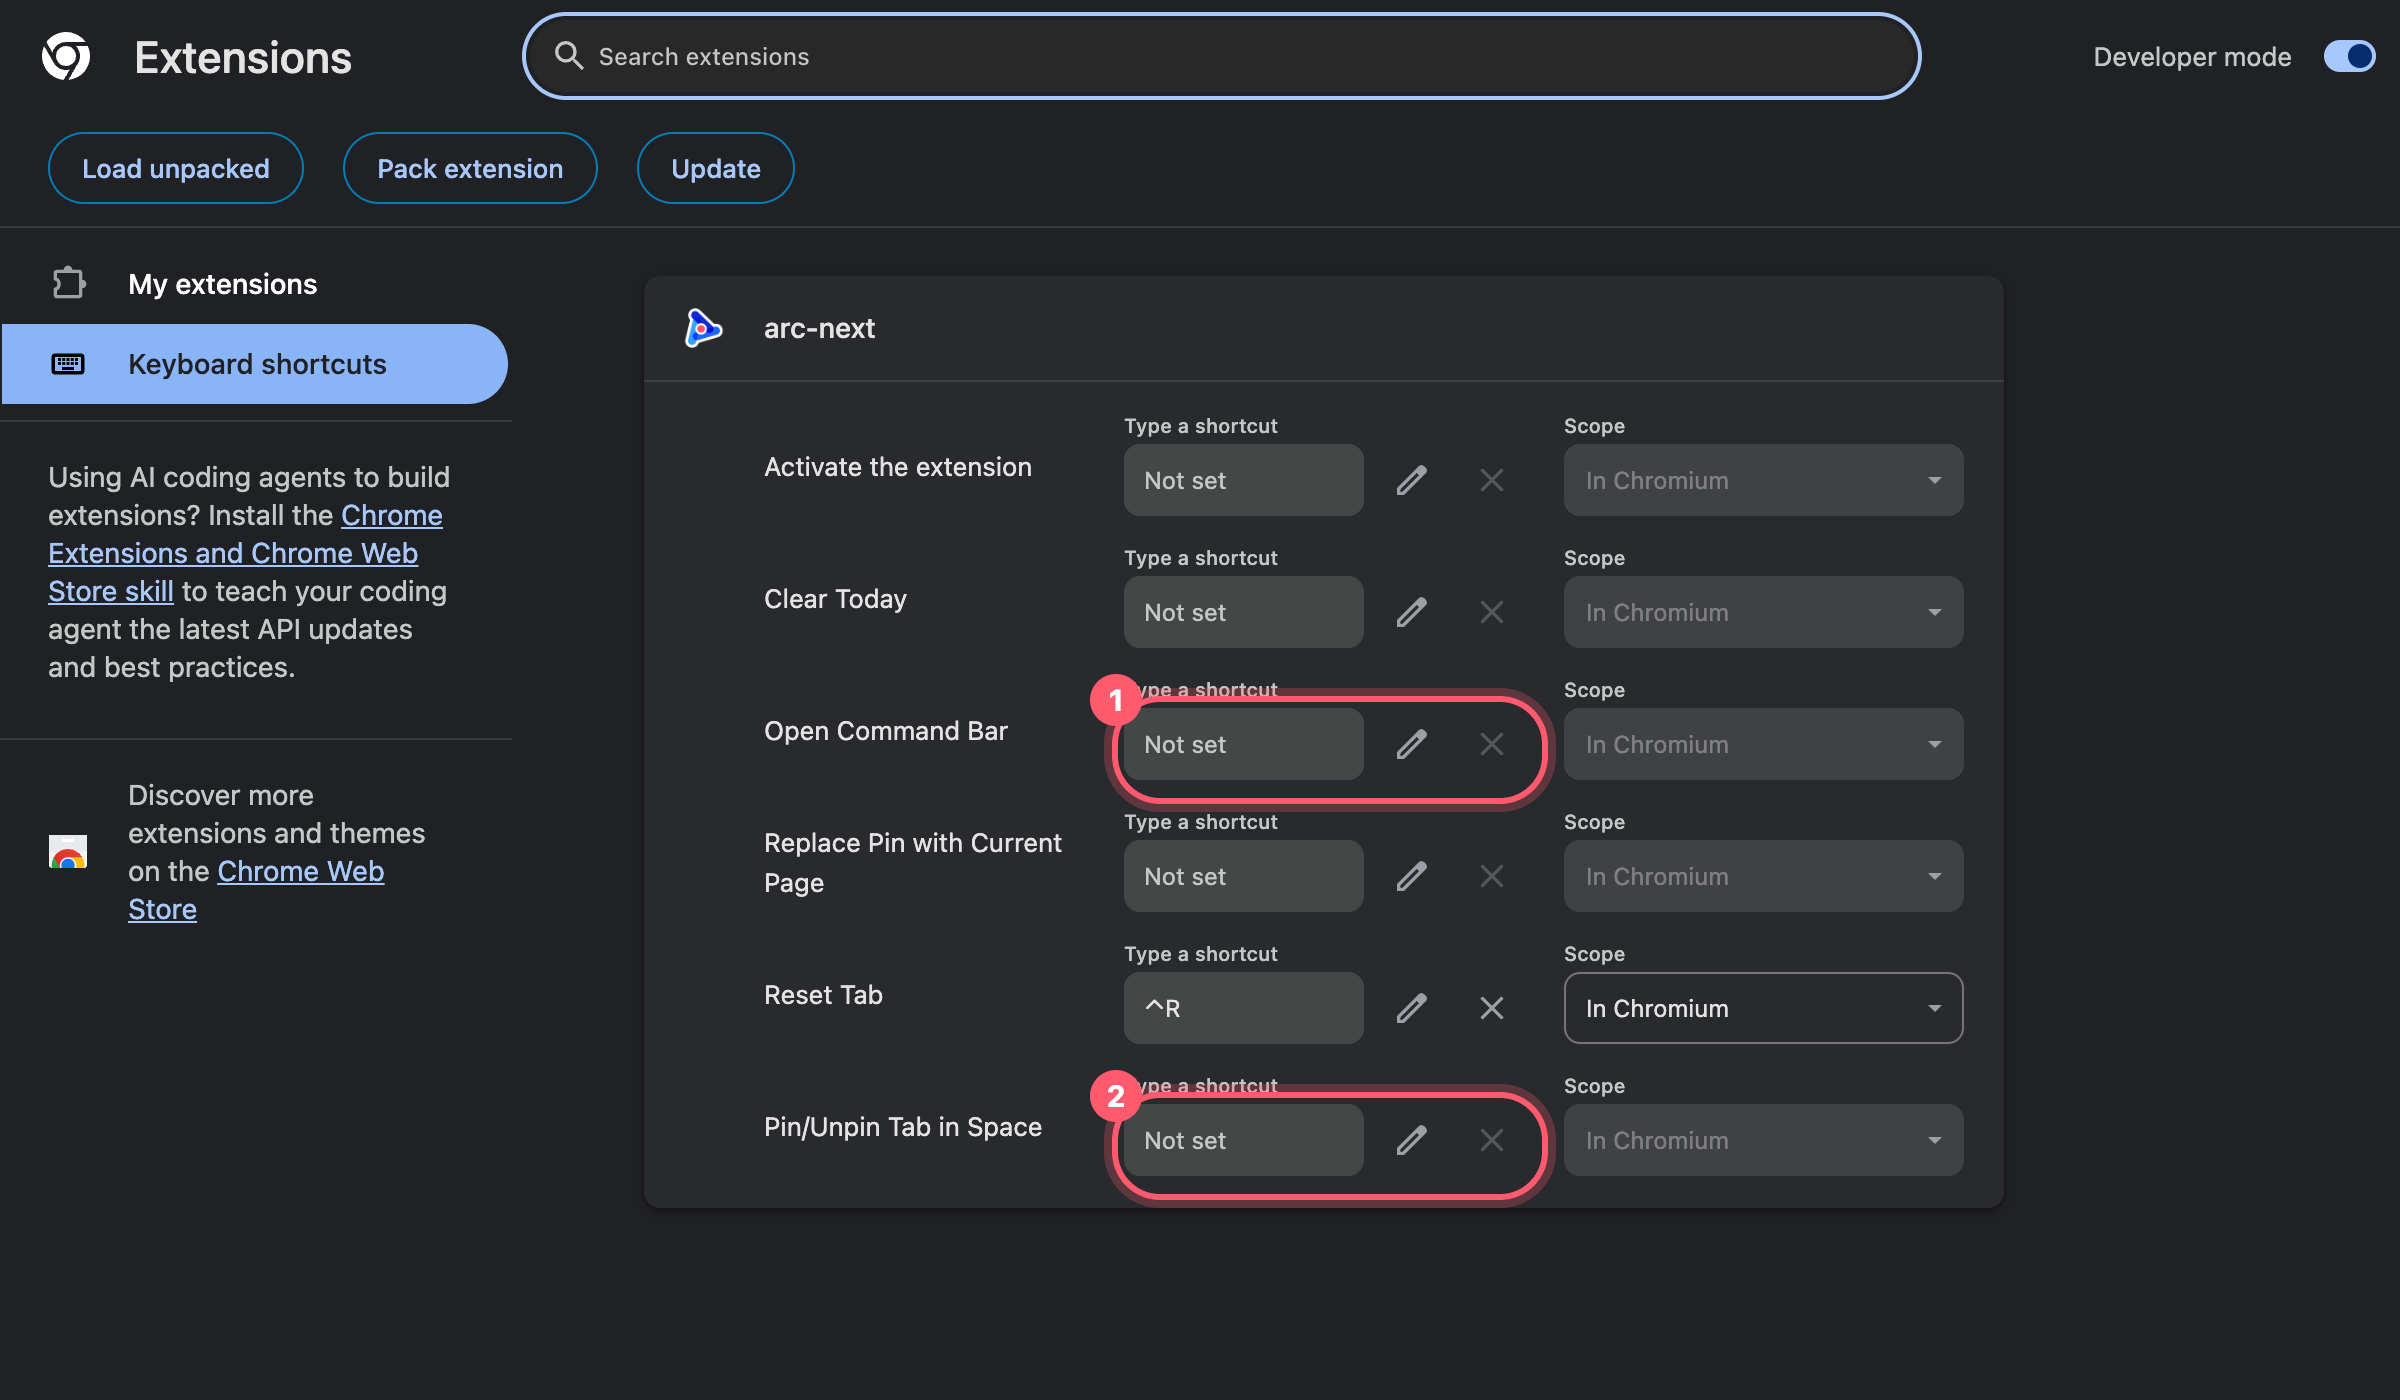 Extensions
Search extensions
Developer mode
Load unpacked
Pack extension
Update
My extensions
Keyboard shortcuts
Using AI coding agents to build
extensions? Install the Chrome
Extensions and Chrome Web
Store skill to teach your coding
agent the latest API updates
and best practices.
Discover more
extensions and themes
on the Chrome Web
Store
arc-next
Activate the extension
Type a shortcut
Not set
Scope
In Chromium
Clear Today
Type a shortcut
Not set
Scope
In Chromium
1
Open Command Bar
ype a shortcut
Not set
Scope
In Chromium
Replace Pin with Current
Page
Type a shortcut
Not set
Scope
In Chromium
Reset Tab
Type a shortcut
^R
Scope
In Chromium
2
Pin/Unpin Tab in Space
ype a shortcut
Not set
Scope
In Chromium